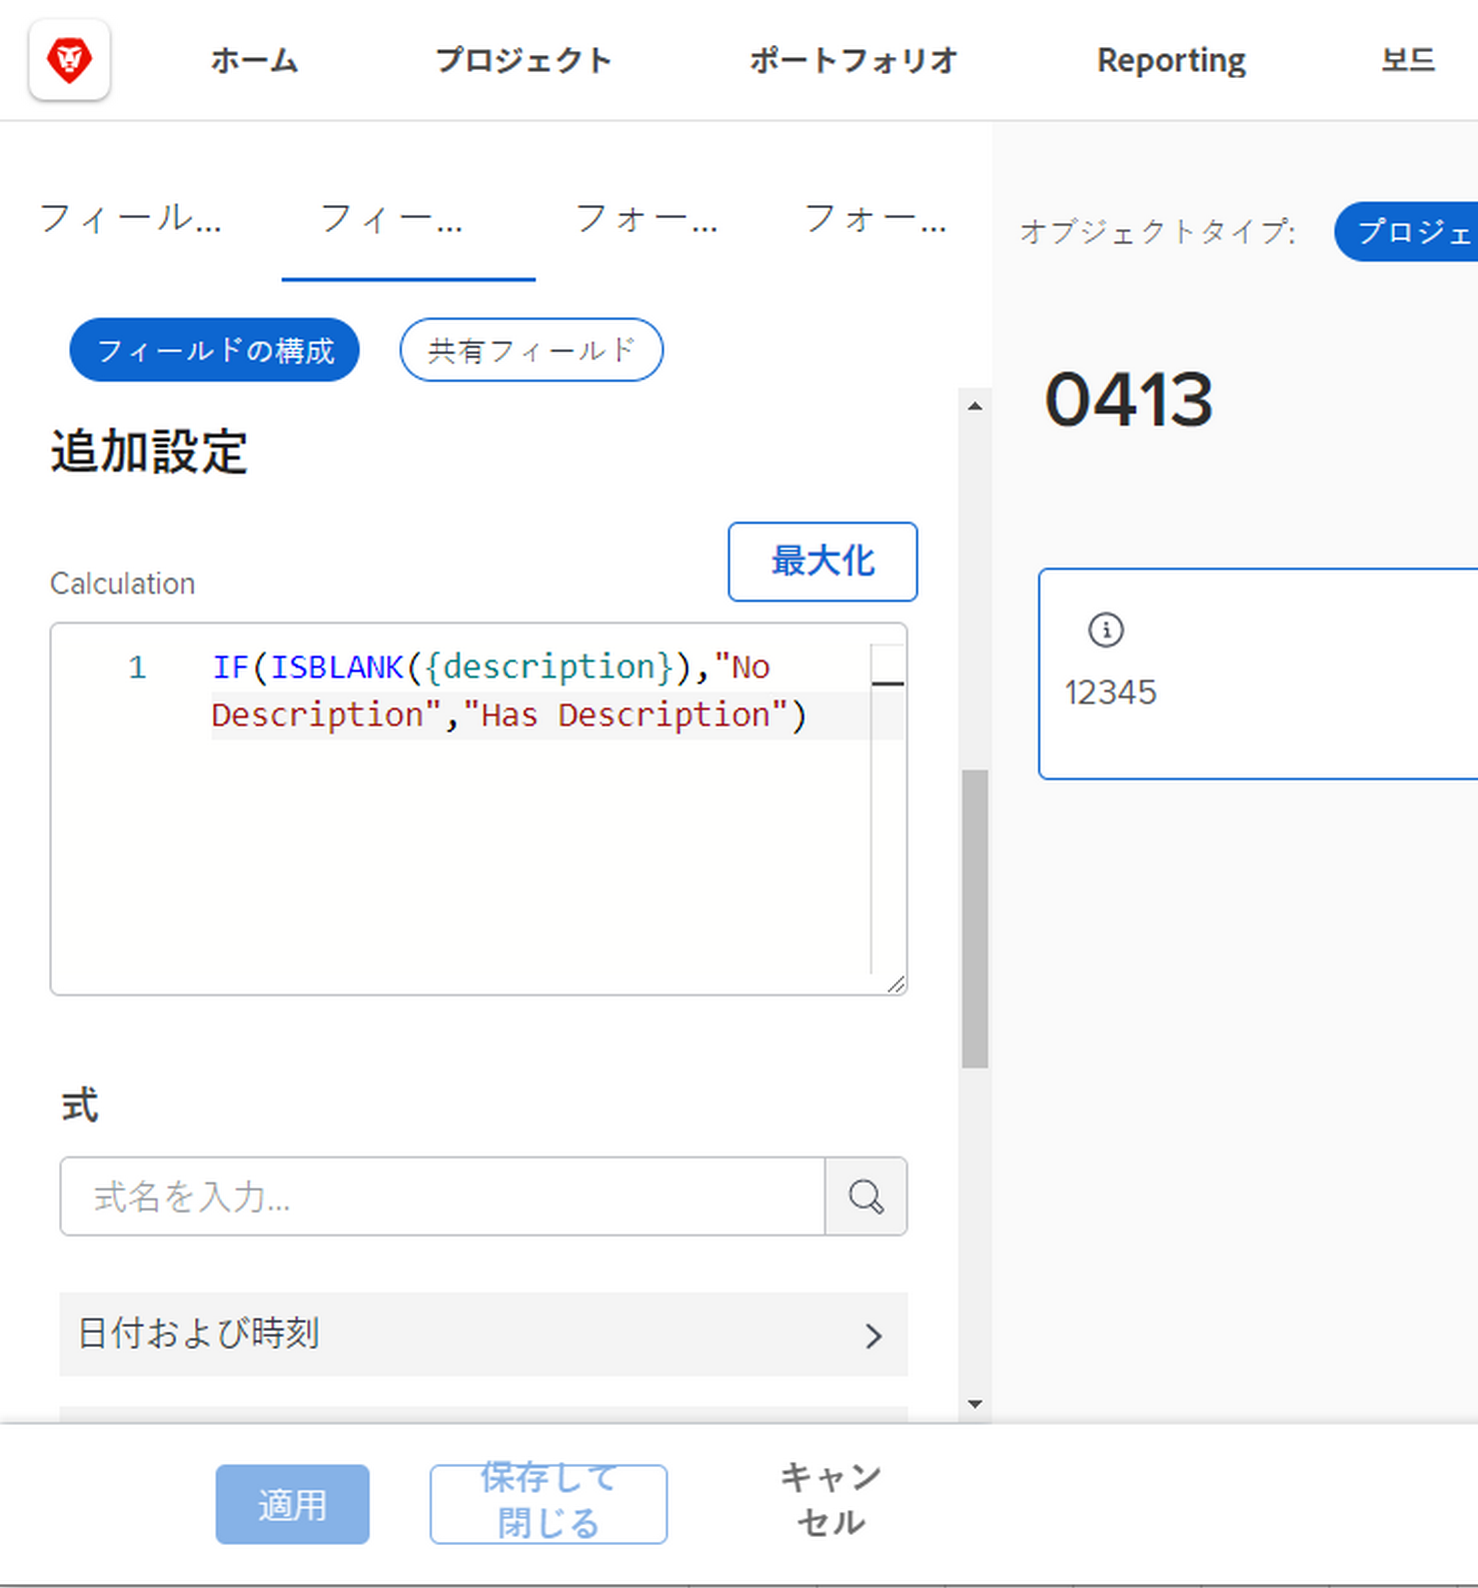 ホーム プロジェクト ポートフォリオ Reporting 보드
フィール... フィー... フォー... フォー...
フィールドの構成 共有フィールド
追加設定
Calculation
最大化
1 IF(ISBLANK({description}),"No
Description","Has Description")
式
式名を入力...
日付および時刻
適用
保存して
閉じる
キャン
セル
オブジェクトタイプ: プロジェ
0413
12345